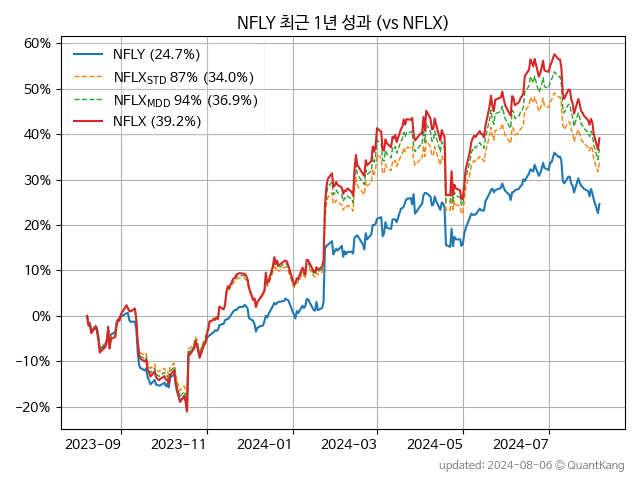 NFLY 최근 1년 성과 (vs NFLX)
60%
50%
40%
30%
20%
10%
0%
−10%
−20%
NFLY (24.7%)
NFLXSTD 87% (34.0%)
NFLXMDD 94% (36.9%)
NFLX (39.2%)
2023-09 2023-11 2024-01 2024-03 2024-05 2024-07
updated: 2024-08-06 © QuantKang